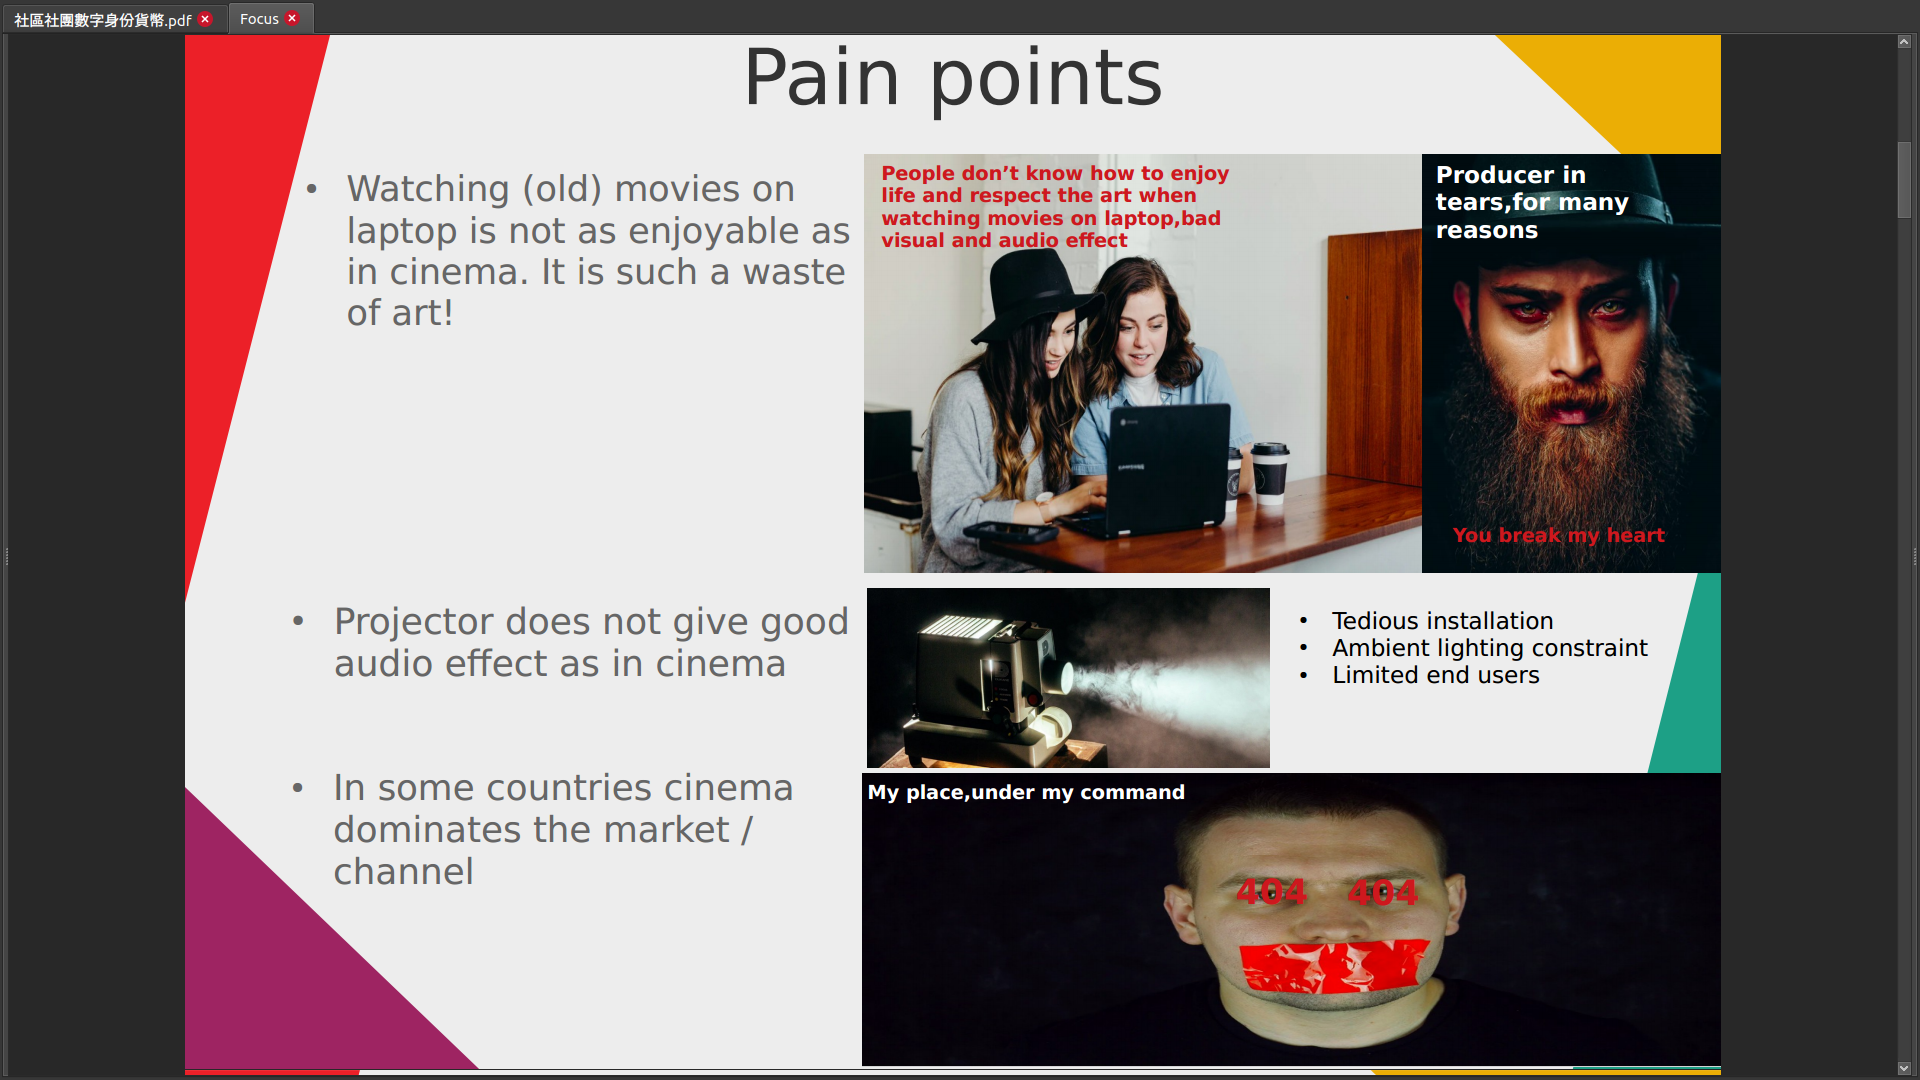 社區社團數字身份貨幣.pdf
Focus
Pain points
• Watching (old) movies on
laptop is not as enjoyable as
in cinema. It is such a waste
of art!
People don’t know how to enjoy
life and respect the art when
watching movies on laptop,bad
visual and audio effect
SAMSUNG
Producer in
tears,for many
reasons
You break my heart
• Projector does not give good
audio effect as in cinema
• Tedious installation
• Ambient lighting constraint
• Limited end users
• In some countries cinema
dominates the market /
channel
My place,under my command
404 404